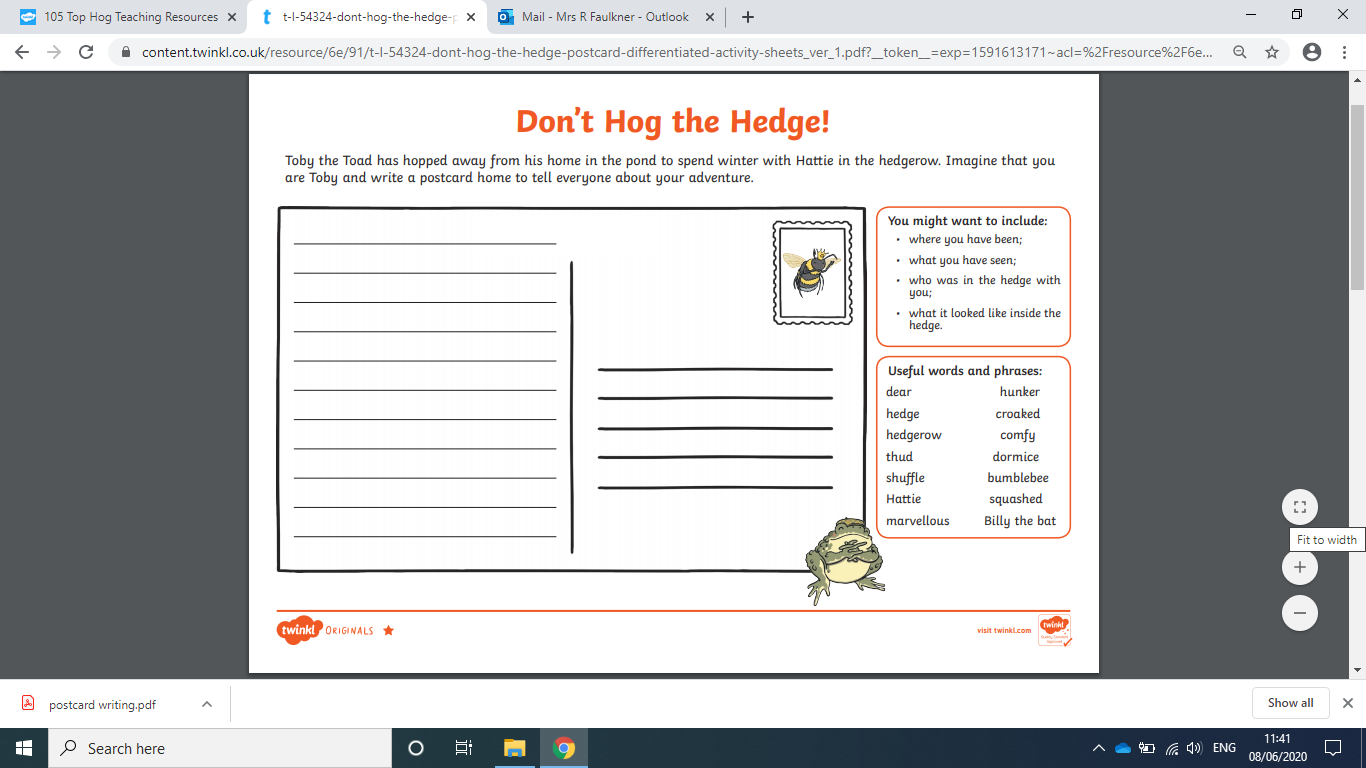 105 Top Hog Teaching Resources
t-l-54324-dont-hog-the-hedge-p
Mail - Mrs R Faulkner - Outlook
content.twinkl.co.uk/resource/6e/91/t-l-54324-dont-hog-the-hedge-postcard-differentiated-activity-sheets_ver_1.pdf?__token__=exp=1591613171~acl=%2Fresource%2F6e...
Don't Hog the Hedge!
Toby the Toad has hopped away from his home in the pond to spend winter with Hattie in the hedgerow. Imagine that you
are Toby and write a postcard home to tell everyone about your adventure.
You might want to include:
• where you have been;
• what you have seen;
• who was in the hedge with
you;
• what it looked like inside the
hedge.
Useful words and phrases:
dear hunker
hedge croaked
hedgerow comfy
thud dormice
shuffle bumblebee
Hattie squashed
marvellous Billy the bat
Fit to width
twinkl ORIGINALS
visit twinkl.com
twinkl
postcard writing.pdf
Show all
Search here
ENG
11:41
08/06/2020